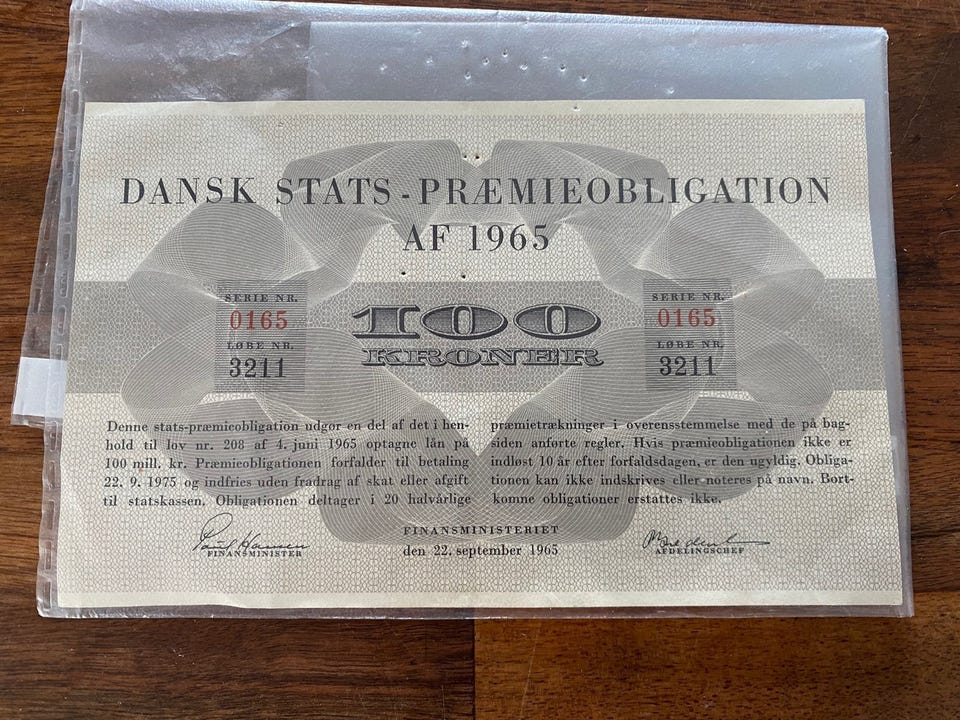 DANSK STATS-PRÆMIEOBLIGATION
AF 1965
SERIE NR.
0165
LØBE NR.
3211
100
KRONER
SERIE NR.
0165
LØBE NR.
3211
Denne stats-præmieobligation udgør en del af det i hen-
hold til lov nr. 208 af 4. juni 1965 optagne lån på
100 mill. kr. Præmieobligationen forfalder til betaling
22. 9. 1975 og indfries uden fradrag af skat eller afgift
til statskassen. Obligationen deltager i 20 halvårlige
præmietrækninger i overensstemmelse med de på bag-
siden anførte regler. Hvis præmieobligationen ikke er
indløst 10 år efter forfaldsdagen, er den ugyldig. Obliga-
tionen kan ikke indskrives eller noteres på navn. Bort-
komne obligationer erstattes ikke.
Poul Hansen
FINANSMINISTER
FINANSMINISTERIET
den 22. september 1965
AFDELINGSCHEF